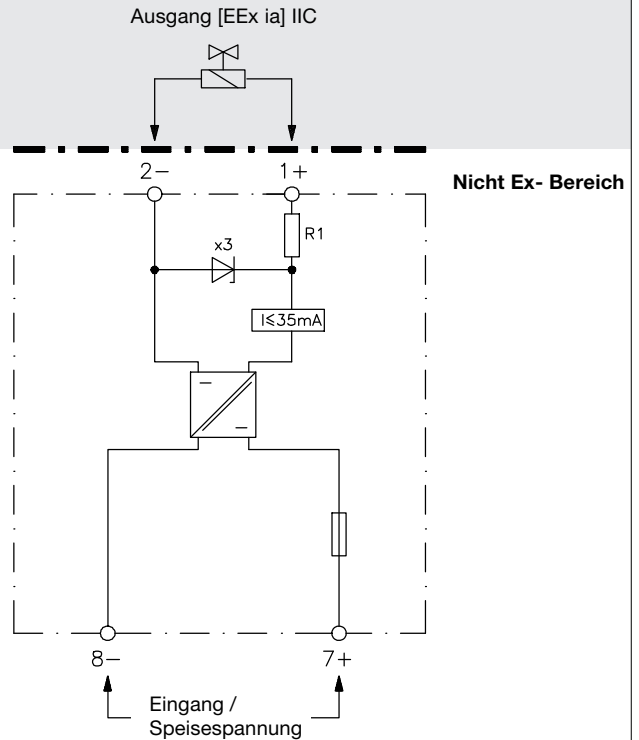 Ausgang [EEx ia] IIC
2- 1+
Nicht Ex- Bereich
R1
x3
I≤35mA
8- 7+
Eingang /
Speisespannung